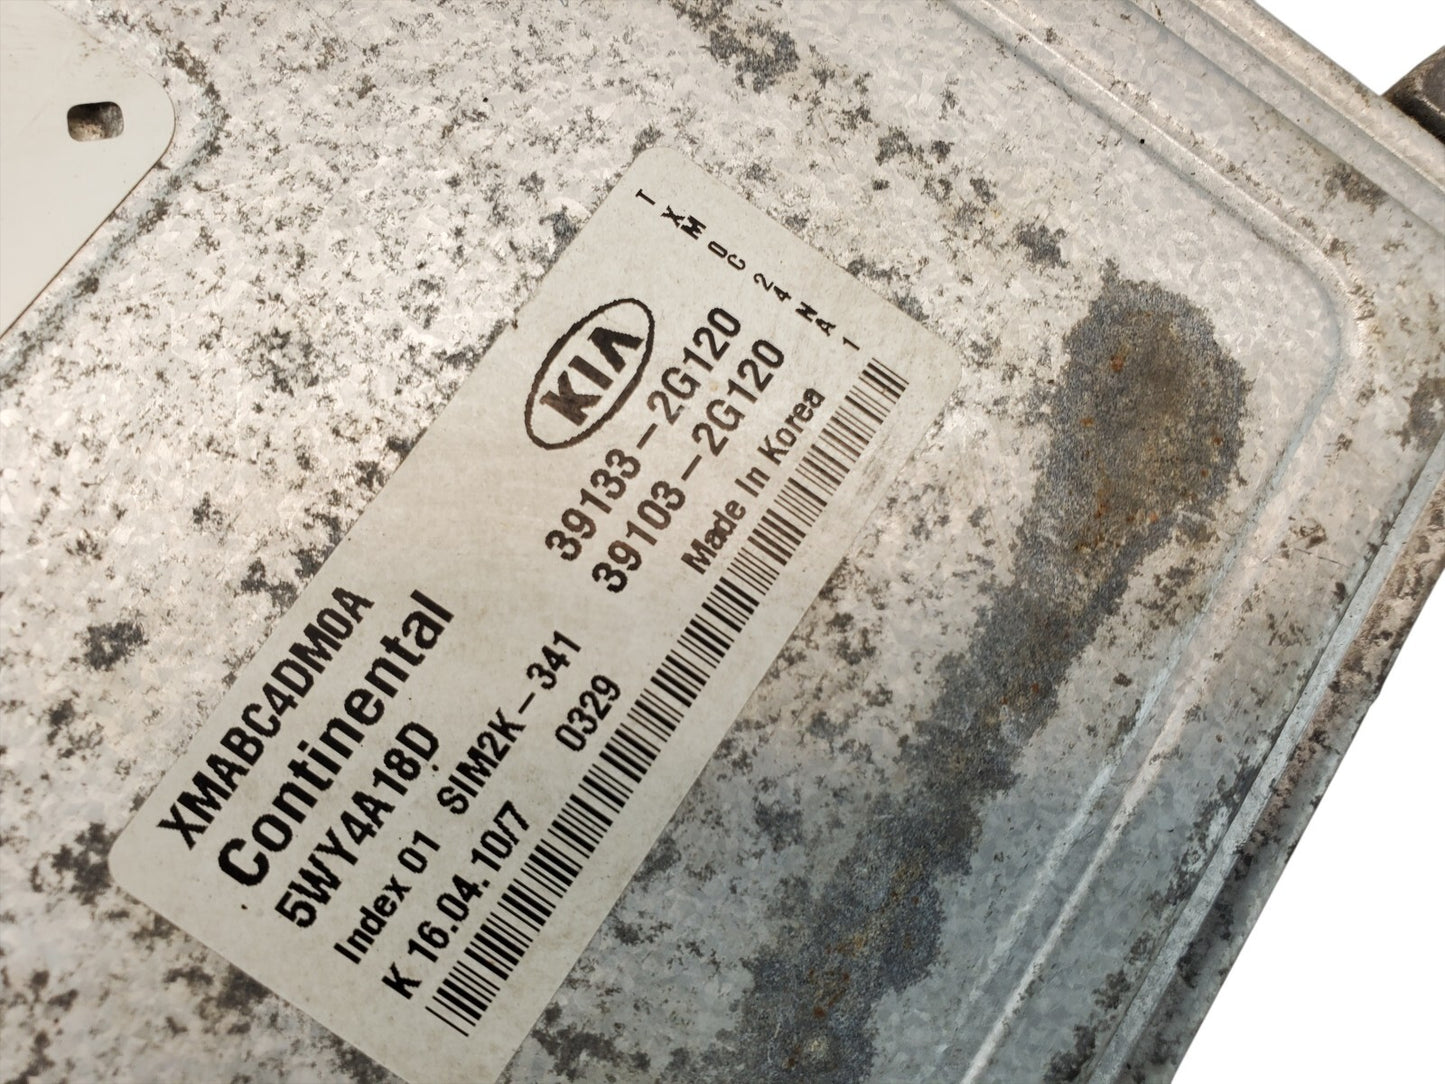 XMABC4DM0A
Continental
5WY4A18D
Index 01 SIM2K-341
K 16.04.10/7 0329
KIA
39133-2G120
39103-2G120
Made In Korea
TXM0C24NA1